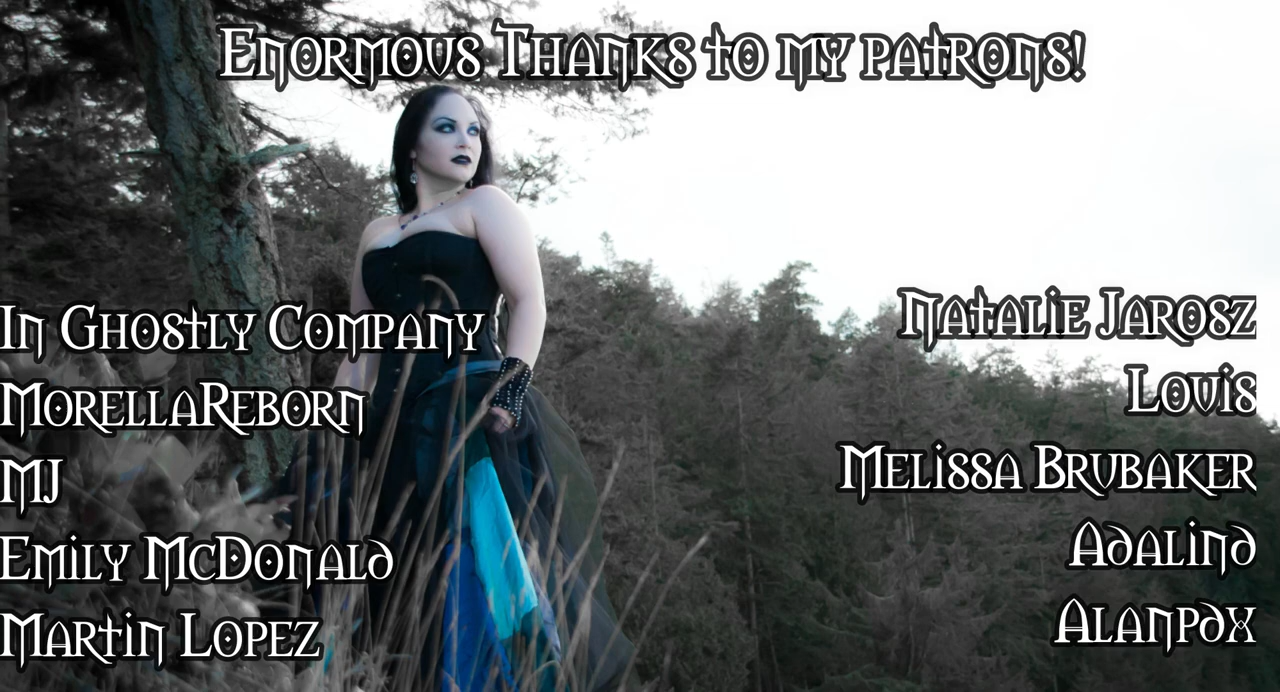 Enormous Thanks to my patrons!
In Ghostly Company
MorellaReborn
MJ
Emily McDonald
Martin Lopez
Natalie Jarosz
Louis
Melissa Brubaker
Adalind
Alanpdx